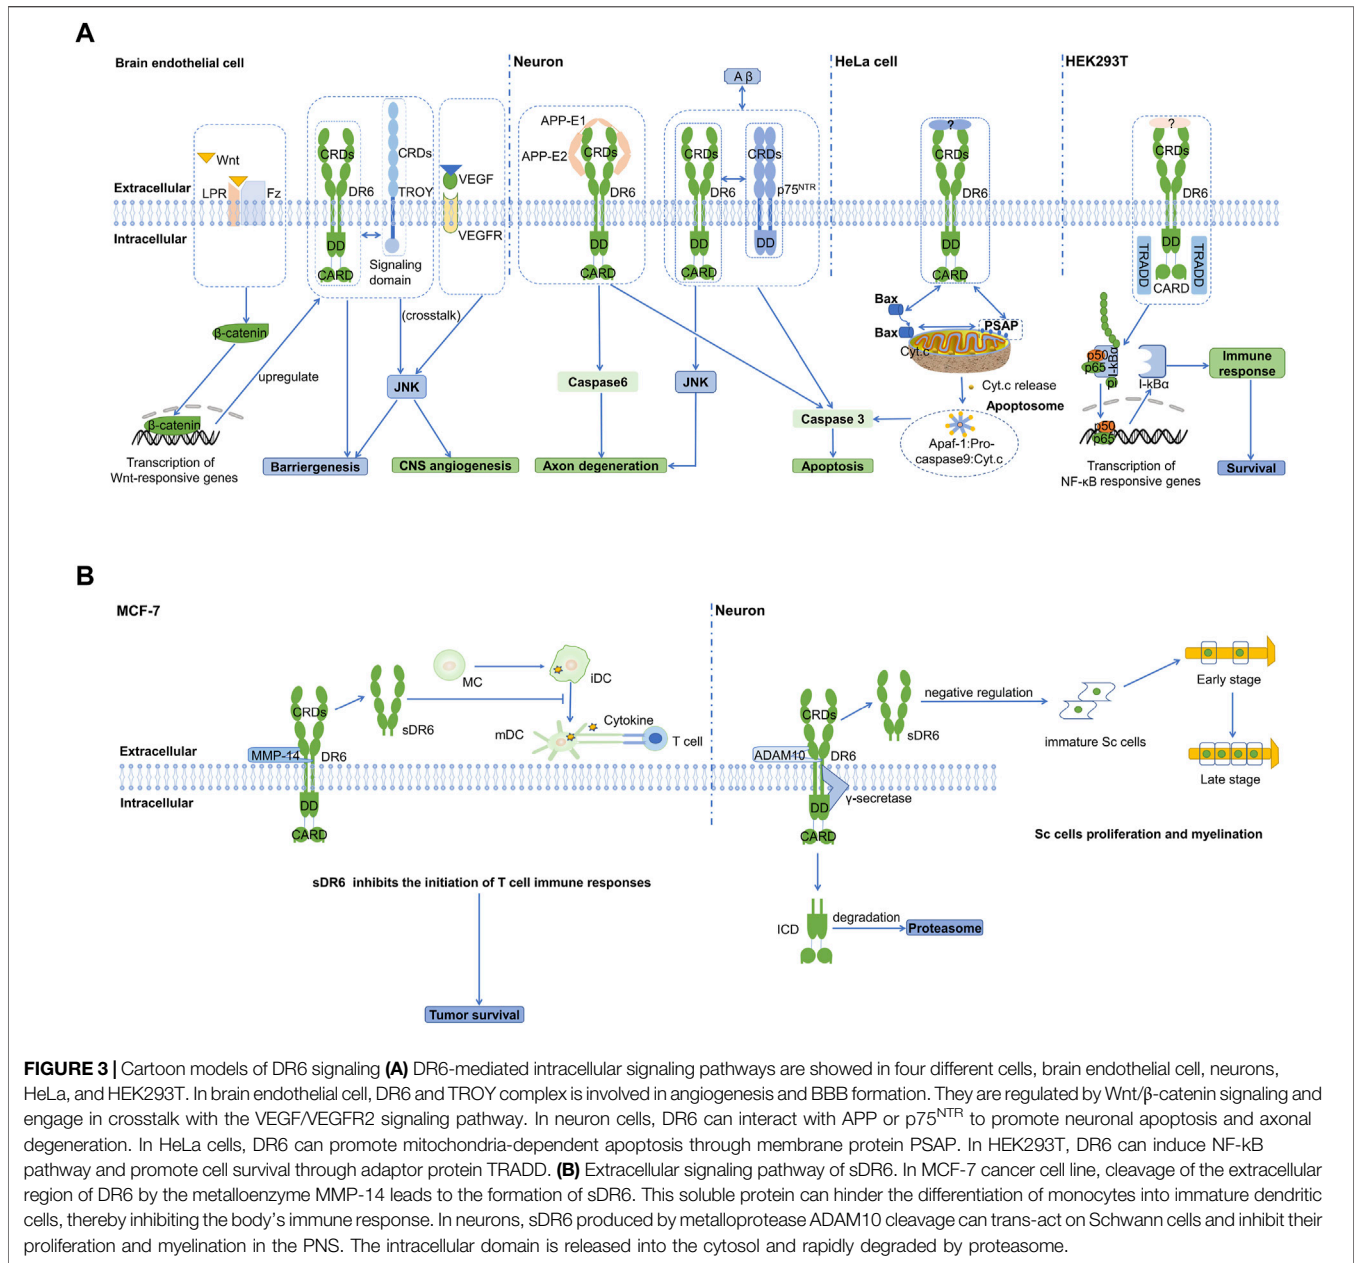 A
Brain endothelial cell
Neuron
HeLa cell
HEK293T
Aβ
APP-E1
APP-E2
?
?
Wnt
LPR
Fz
CRDs
CRDs
TROY
DR6
VEGF
VEGFR
CRDs
DR6
CRDs
CRDs
DR6
p75NTR
CRDs
DR6
CRDs
DR6
Extracellular
Intracellular
DD
CARD
Signaling
domain
DD
CARD
DD
DD
CARD
DD
CARD
DD
TRADD
TRADD
CARD
β-catenin
upregulate
(crosstalk)
Bax
Bax
PSAP
Cyt.c
Cyt.c release
Apoptosome
Apaf-1:Pro-
caspase9:Cyt.c
p50
p65
I-kBα
pi
I-kBα
Immune
response
JNK
Caspase6
JNK
Caspase 3
β-catenin
Transcription of
Wnt-responsive genes
Barriergenesis
CNS angiogenesis
Axon degeneration
Apoptosis
p50
p65
Transcription of
NF-κB responsive genes
Survival
B
MCF-7
Neuron
MC
iDC
CRDs
sDR6
mDC
Cytokine
T cell
MMP-14
DR6
Extracellular
Intracellular
DD
CARD
sDR6 inhibits the initiation of T cell immune responses
Tumor survival
CRDs
sDR6
negative regulation
immature Sc cells
Early stage
Late stage
ADAM10
DR6
γ-secretase
DD
CARD
Sc cells proliferation and myelination
ICD
degradation
Proteasome
FIGURE 3 | Cartoon models of DR6 signaling (A) DR6-mediated intracellular signaling pathways are showed in four different cells, brain endothelial cell, neurons,
HeLa, and HEK293T. In brain endothelial cell, DR6 and TROY complex is involved in angiogenesis and BBB formation. They are regulated by Wnt/β-catenin signaling and
engage in crosstalk with the VEGF/VEGFR2 signaling pathway. In neuron cells, DR6 can interact with APP or p75NTR to promote neuronal apoptosis and axonal
degeneration. In HeLa cells, DR6 can promote mitochondria-dependent apoptosis through membrane protein PSAP. In HEK293T, DR6 can induce NF-kB
pathway and promote cell survival through adaptor protein TRADD. (B) Extracellular signaling pathway of sDR6. In MCF-7 cancer cell line, cleavage of the extracellular
region of DR6 by the metalloenzyme MMP-14 leads to the formation of sDR6. This soluble protein can hinder the differentiation of monocytes into immature dendritic
cells, thereby inhibiting the body's immune response. In neurons, sDR6 produced by metalloprotease ADAM10 cleavage can trans-act on Schwann cells and inhibit their
proliferation and myelination in the PNS. The intracellular domain is released into the cytosol and rapidly degraded by proteasome.